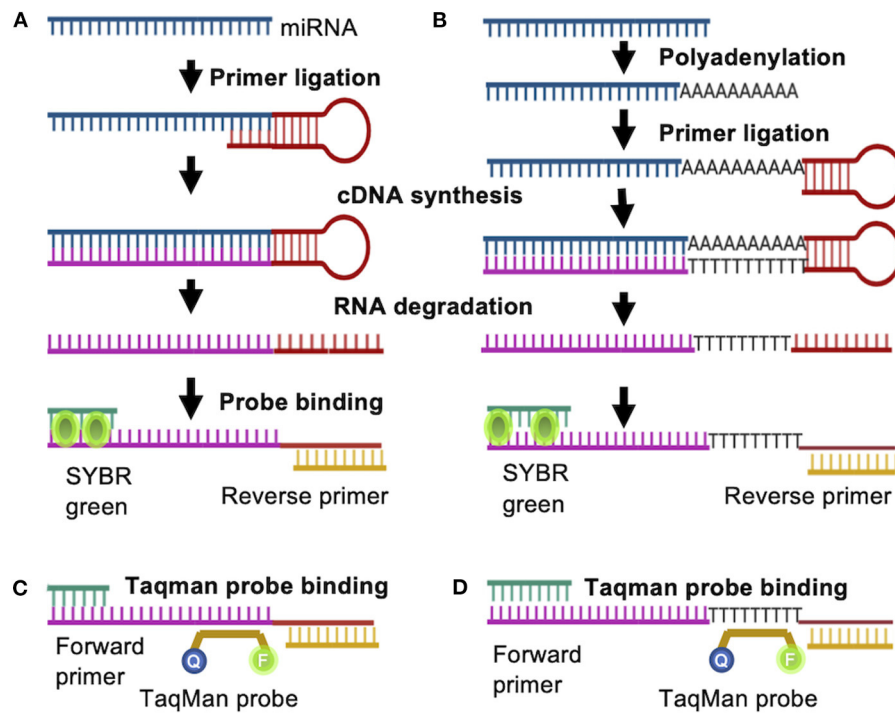 A
miRNA
Primer ligation
cDNA synthesis
RNA degradation
Probe binding
SYBR
green
Reverse primer
B
Polyadenylation
AAAAAAAAAA
Primer ligation
AAAAAAAAAA
AAAAAAAAAA
TTTTTTTTTT
TTTTTTTTT
TTTTTTTTT
SYBR
green
Reverse primer
C
Taqman probe binding
Forward
primer
Q
F
TaqMan probe
D
Taqman probe binding
TTTTTTTTT
Forward
primer
Q
F
TaqMan probe